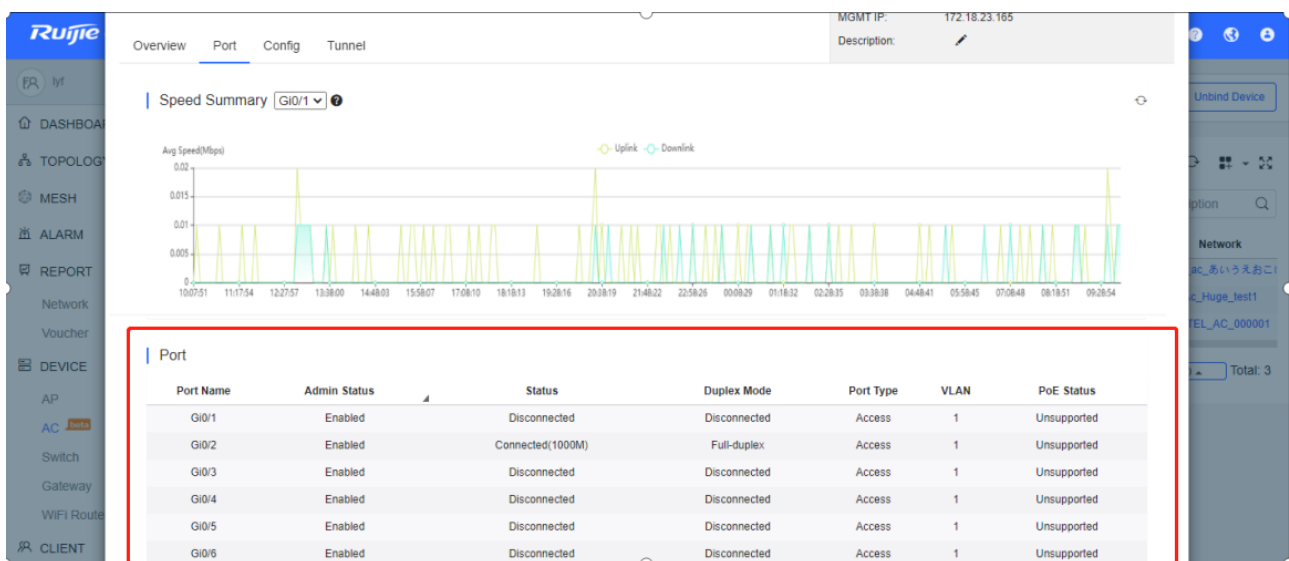 Ruijie
MGMT IP: 172.18.23.165
Overview Port Config Tunnel
Description:
lyf
Speed Summary Gi0/1
Unbind Device
DASHBOA
Avg Speed(Mbps)
Uplink Downlink
TOPOLOG
0.02
0.015
0.01
0.005
0
MESH
ption
ALARM
Network
REPORT
_ac_あいうえおこ
Network
c_Huge_test1
10:07:51 11:17:54 12:27:57 13:38:00 14:48:03 15:58:07 17:08:10 18:18:13 19:28:16 20:38:19 21:48:22 22:58:26 00:08:29 01:18:32 02:28:35 03:38:38 04:48:41 05:58:45 07:08:48 08:18:51 09:28:54
Voucher
TEL_AC_000001
DEVICE
Total: 3
AP
AC beta
Switch
Gateway
WiFi Route
CLIENT
Port
Port Name Admin Status Status Duplex Mode Port Type VLAN PoE Status
Gi0/1 Enabled Disconnected Disconnected Access 1 Unsupported
Gi0/2 Enabled Connected(1000M) Full-duplex Access 1 Unsupported
Gi0/3 Enabled Disconnected Disconnected Access 1 Unsupported
Gi0/4 Enabled Disconnected Disconnected Access 1 Unsupported
Gi0/5 Enabled Disconnected Disconnected Access 1 Unsupported
Gi0/6 Enabled Disconnected Disconnected Access 1 Unsupported